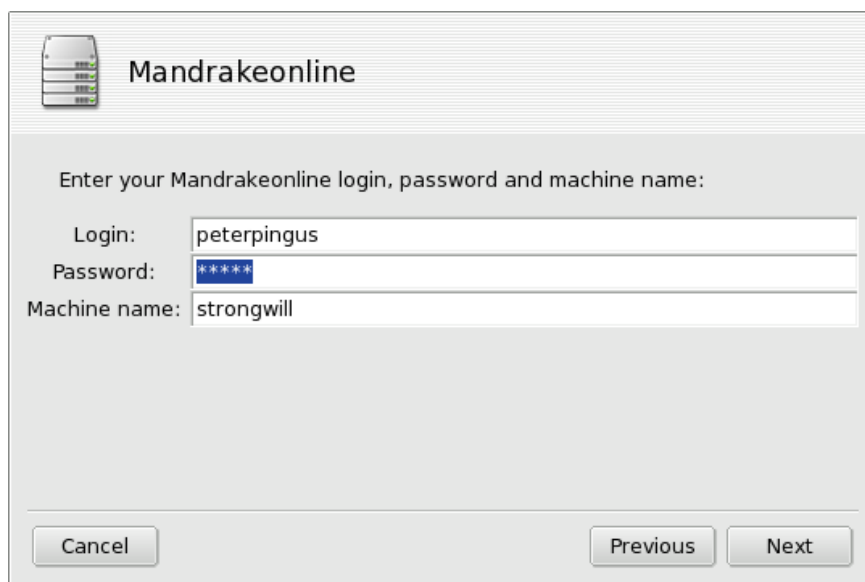 Mandrakeonline
Enter your Mandrakeonline login, password and machine name:
Login: peterpingus
Password: *****
Machine name: strongwill
Cancel Previous Next